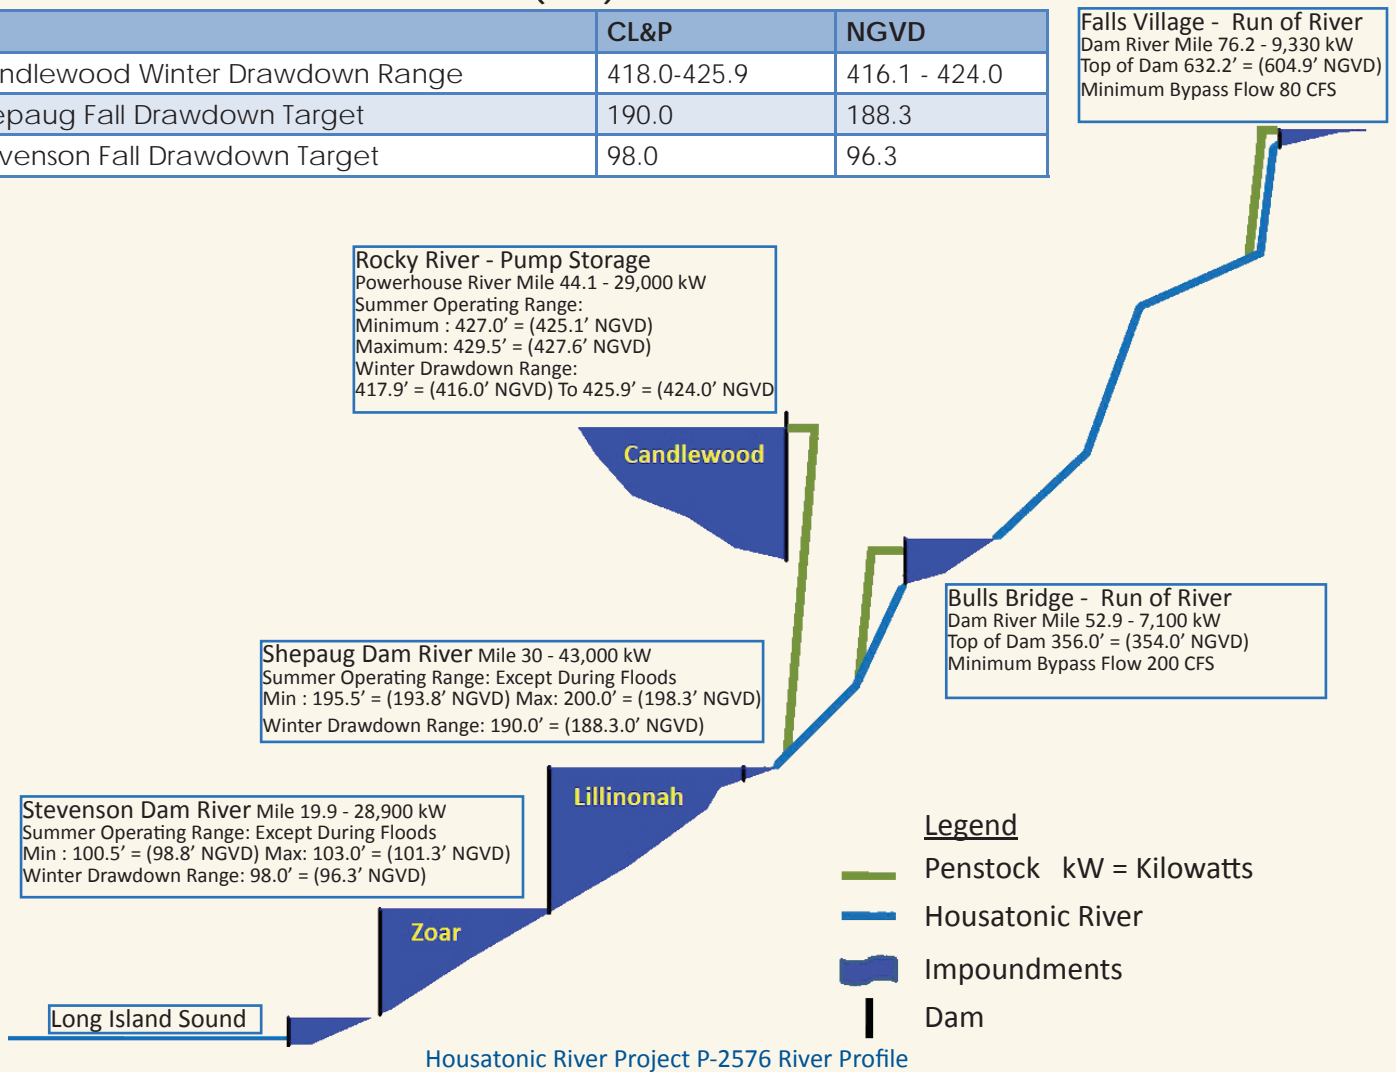 CL&P NGVD
ndlewood Winter Drawdown Range 418.0-425.9 416.1 - 424.0
epaug Fall Drawdown Target 190.0 188.3
venson Fall Drawdown Target 98.0 96.3
Falls Village - Run of River
Dam River Mile 76.2 - 9,330 kW
Top of Dam 632.2’ = (604.9’ NGVD)
Minimum Bypass Flow 80 CFS
Rocky River - Pump Storage
Powerhouse River Mile 44.1 - 29,000 kW
Summer Operating Range:
Minimum : 427.0’ = (425.1’ NGVD)
Maximum: 429.5’ = (427.6’ NGVD)
Winter Drawdown Range:
417.9’ = (416.0’ NGVD) To 425.9’ = (424.0’ NGVD
Candlewood
Bulls Bridge - Run of River
Dam River Mile 52.9 - 7,100 kW
Top of Dam 356.0’ = (354.0’ NGVD)
Minimum Bypass Flow 200 CFS
Shepaug Dam River Mile 30 - 43,000 kW
Summer Operating Range: Except During Floods
Min : 195.5’ = (193.8’ NGVD) Max: 200.0’ = (198.3’ NGVD)
Winter Drawdown Range: 190.0’ = (188.3.0’ NGVD)
Lillinonah
Stevenson Dam River Mile 19.9 - 28,900 kW
Summer Operating Range: Except During Floods
Min : 100.5’ = (98.8’ NGVD) Max: 103.0’ = (101.3’ NGVD)
Winter Drawdown Range: 98.0’ = (96.3’ NGVD)
Zoar
Long Island Sound
Legend
Penstock kW = Kilowatts
Housatonic River
Impoundments
Dam
Housatonic River Project P-2576 River Profile